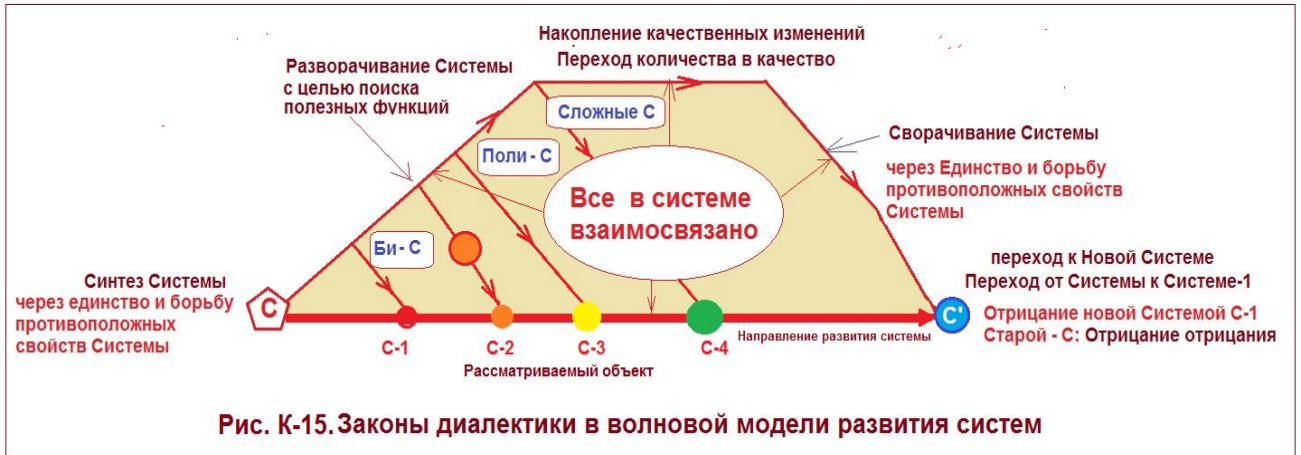 Накопление качественных изменений
Переход количества в качество
Разворачивание Системы
с целью поиска
полезных функций
Сложные С
Поли - С
Би - С
Все в системе
взаимосвязано
Сворачивание Системы
через Единство и борьбу
противоположных свойств
Системы
Синтез Системы
через единство и борьбу
противоположных
свойств Системы
С
С-1
С-2
С-3
С-4
Рассматриваемый объект
Направление развития системы
С'
переход к Новой Системе
Переход от Системы к Системе-1
Отрицание новой Системой С-1
Старой - С: Отрицание отрицания
Рис. К-15. Законы диалектики в волновой модели развития систем